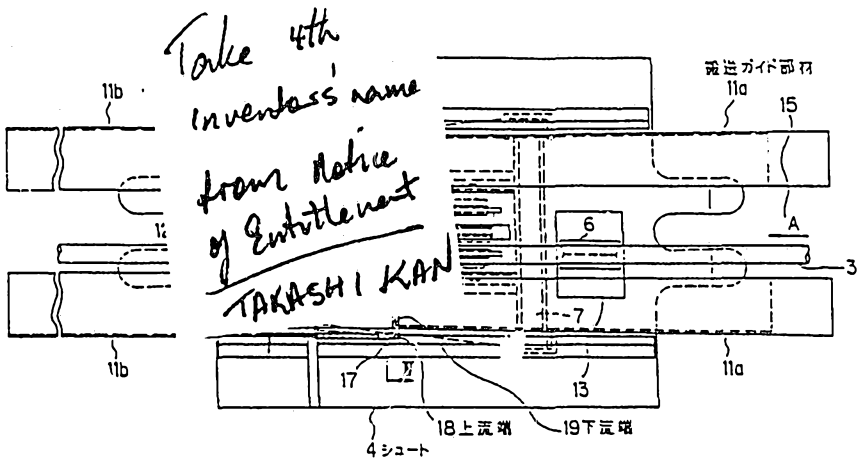 Take 4th
inventors' name
from Notice
of Entitlement
TAKASHI KAN
11b
搬送ガイド部材
11a
15
12
6
A
3
7
11b
17
13
11a
18上流端
19下流端
4シュート